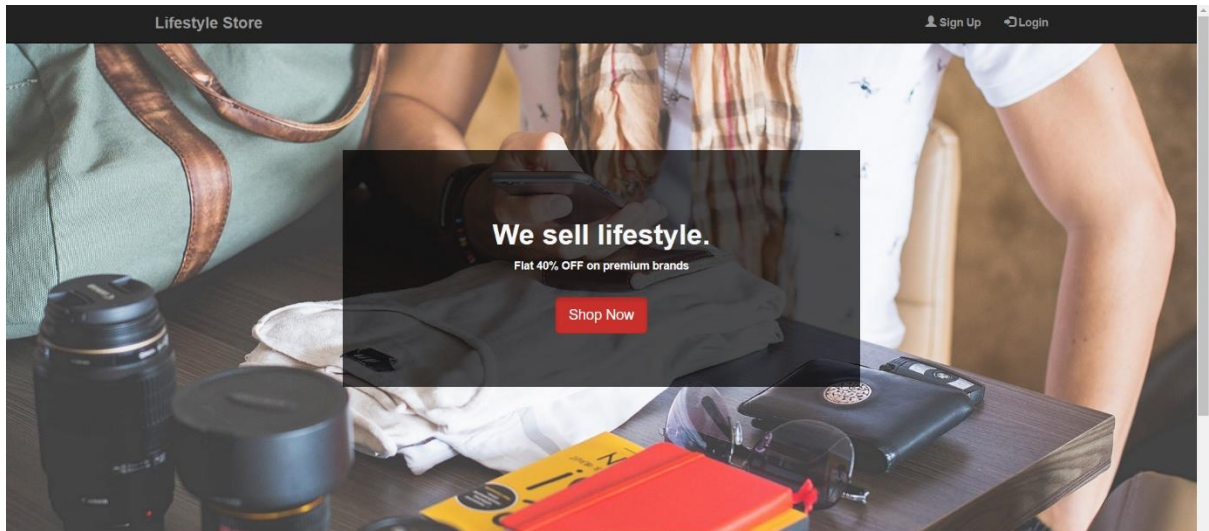 Lifestyle Store
Sign Up
Login
We sell lifestyle.
Flat 40% OFF on premium brands
Shop Now